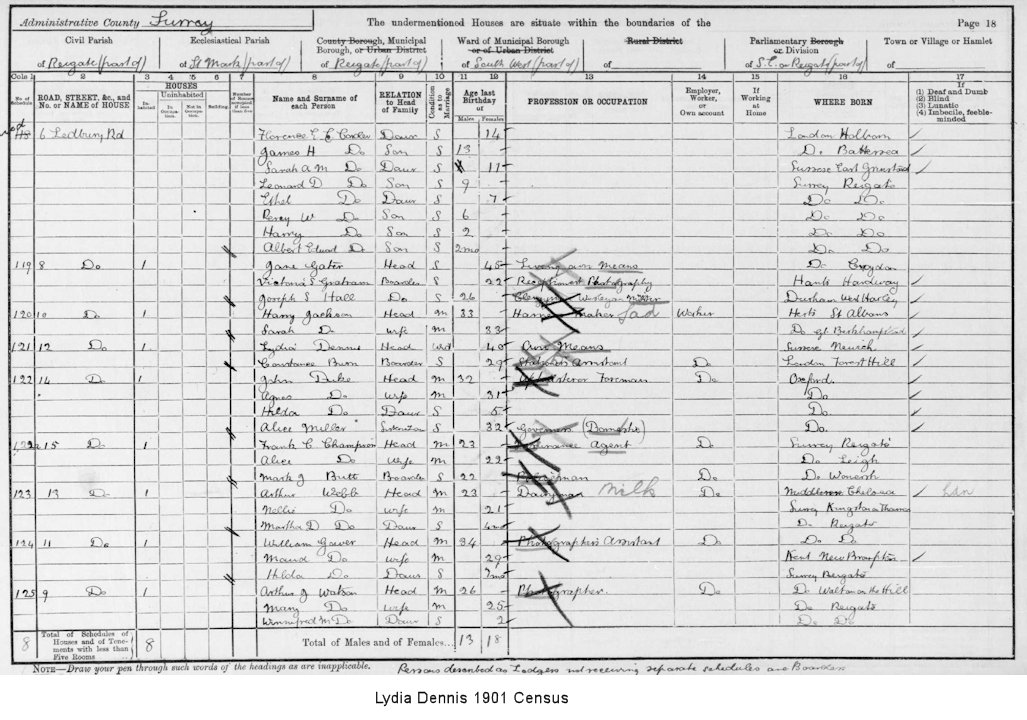 Administrative County Surrey The undermentioned Houses are situate within the boundaries of the Page 18
Civil Parish Ecclesiastical Parish County Borough, Municipal Borough, or Urban District Ward of Municipal Borough or of Urban District Rural District Parliamentary Borough or Division Town or Village or Hamlet
of Reigate (part of) of St Mark (part of) of Reigate (part of) of South West (part of) of of S.E. or Reigate (part of) of
Cols. 1 2 3 4 5 6 7 8 9 10 11 12 13 14 15 16 17
No. of Schedule ROAD, STREET, &c., and No. or NAME of HOUSE HOUSES Inhabited Uninhabited In Occupation Not in Occupation Building Number of Rooms occupied if less than five Name and Surname of each Person RELATION to Head of Family Condition as to Marriage Age last Birthday of Males Females PROFESSION OR OCCUPATION Employer, Worker, or Own account If Working at Home WHERE BORN If (1) Deaf and Dumb (2) Blind (3) Lunatic (4) Imbecile, feeble-minded
118 6 Ledbury Rd Florence Daur S 14 London Holborn
James H Do Son S 13 Do Battersea
Sarah A M Do Daur S 11 Sussex East Grinstead
Leonard D Do Son S 9 Surrey Reigate
Ethel Do Daur S 7 Do Do
Percy W Do Son S 6 Do Do
Harry Do Son S 2 Do Do
Albert Edward Do Son S 2mo Do Do
119 8 Do 1 Jane Gater Head S 45 Living own Means Do Croydon
Victoria S Boarder S 22 Photography Hants
Joseph S Hall Do S 26 Clergyman Wesleyan Durham West Hartley
120 10 Do 1 Harry Jackson Head M 33 Harness Maker Sad Worker Herts St Albans
Sarah Do Wife M 33 Do Gt Berkhampstead
121 12 Do 1 Lydia Dennis Head Wd 40 Own Means Sussex
Constance Burn Boarder S 29 Assistant Do London Forest Hill
122 14 Do 1 John Duke Head M 32 Upholsterer Foreman Do Oxford
Agnes Do Wife M 31 Do
Hilda Do Daur S 5 Do
Alice Miller S 32 Governess (Domestic) Do
122a 15 Do 1 Frank C Champion Head M 23 Insurance Agent Do Surrey Reigate
Alice Do Wife M 22 Do Leigh
Mark J Butt Boarder S 22 Policeman Do Do Wonersh
123 13 Do 1 Arthur Webb Head M 23 Dairyman Milk Do Middlesex Chelsea Lon
Nellie Do Wife M 21 Surrey Kingston on Thames
Martha D Do Daur S Do Reigate
124 11 Do 1 William Gower Head M 34 Photographers Assistant Do Do Do
Maud Do Wife M 29 Kent New Brompton
Hilda Do Daur S 7mo Surrey Reigate
125 9 Do 1 Arthur J Watson Head M 26 Photographer Do Do Walton on the Hill
Mary Do Wife M 25 Do Reigate
Winnifred M Do Daur S 2 Do Do
8 Total of Schedules of Houses and of Tenements with less than Five Rooms 8 Total of Males and of Females... 13 18
NOTE—Draw your pen through such words of the headings as are inapplicable. Persons described as Lodgers not receiving separate schedules are Boarders
Lydia Dennis 1901 Census